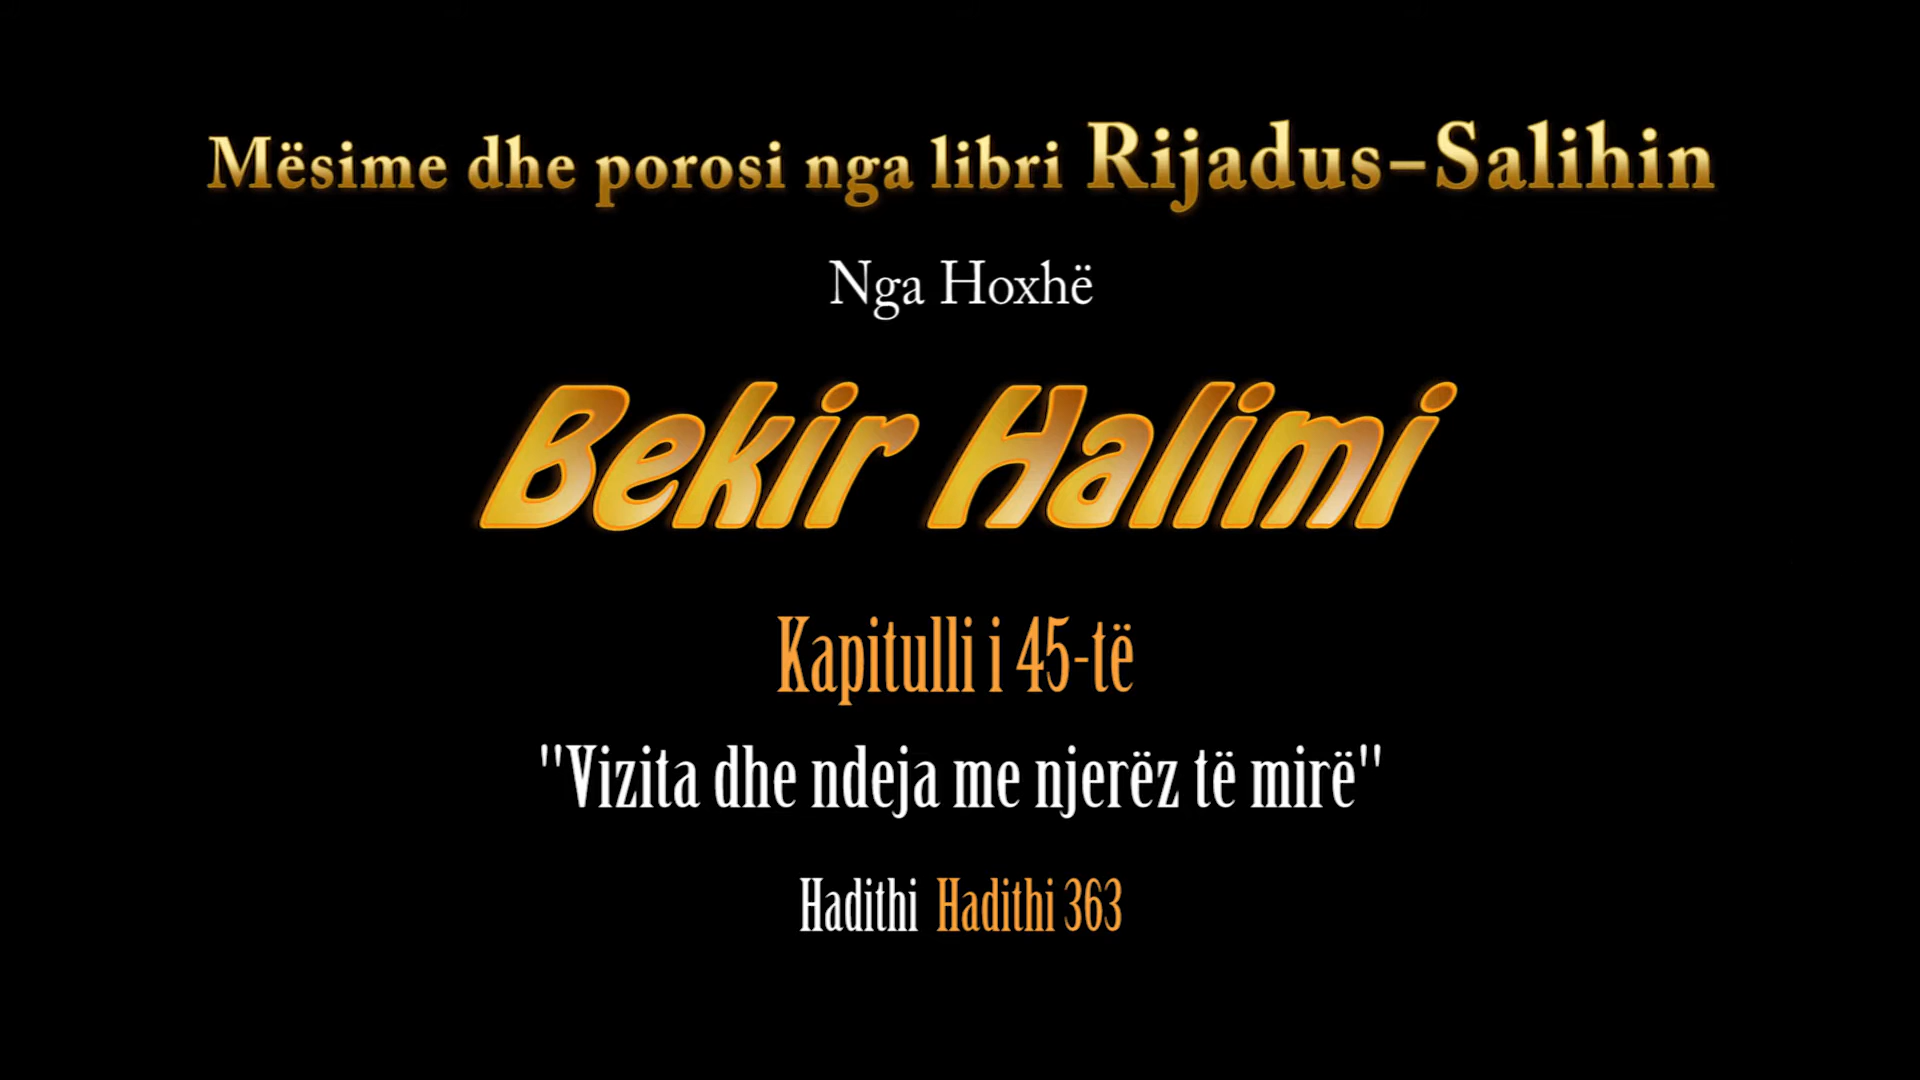 Mësime dhe porosi nga libri Rijadus-Salihin
Nga Hoxhë
Bekir Halimi
Kapitulli i 45-të
"Vizita dhe ndeja me njerëz të mirë"
Hadithi Hadithi 363